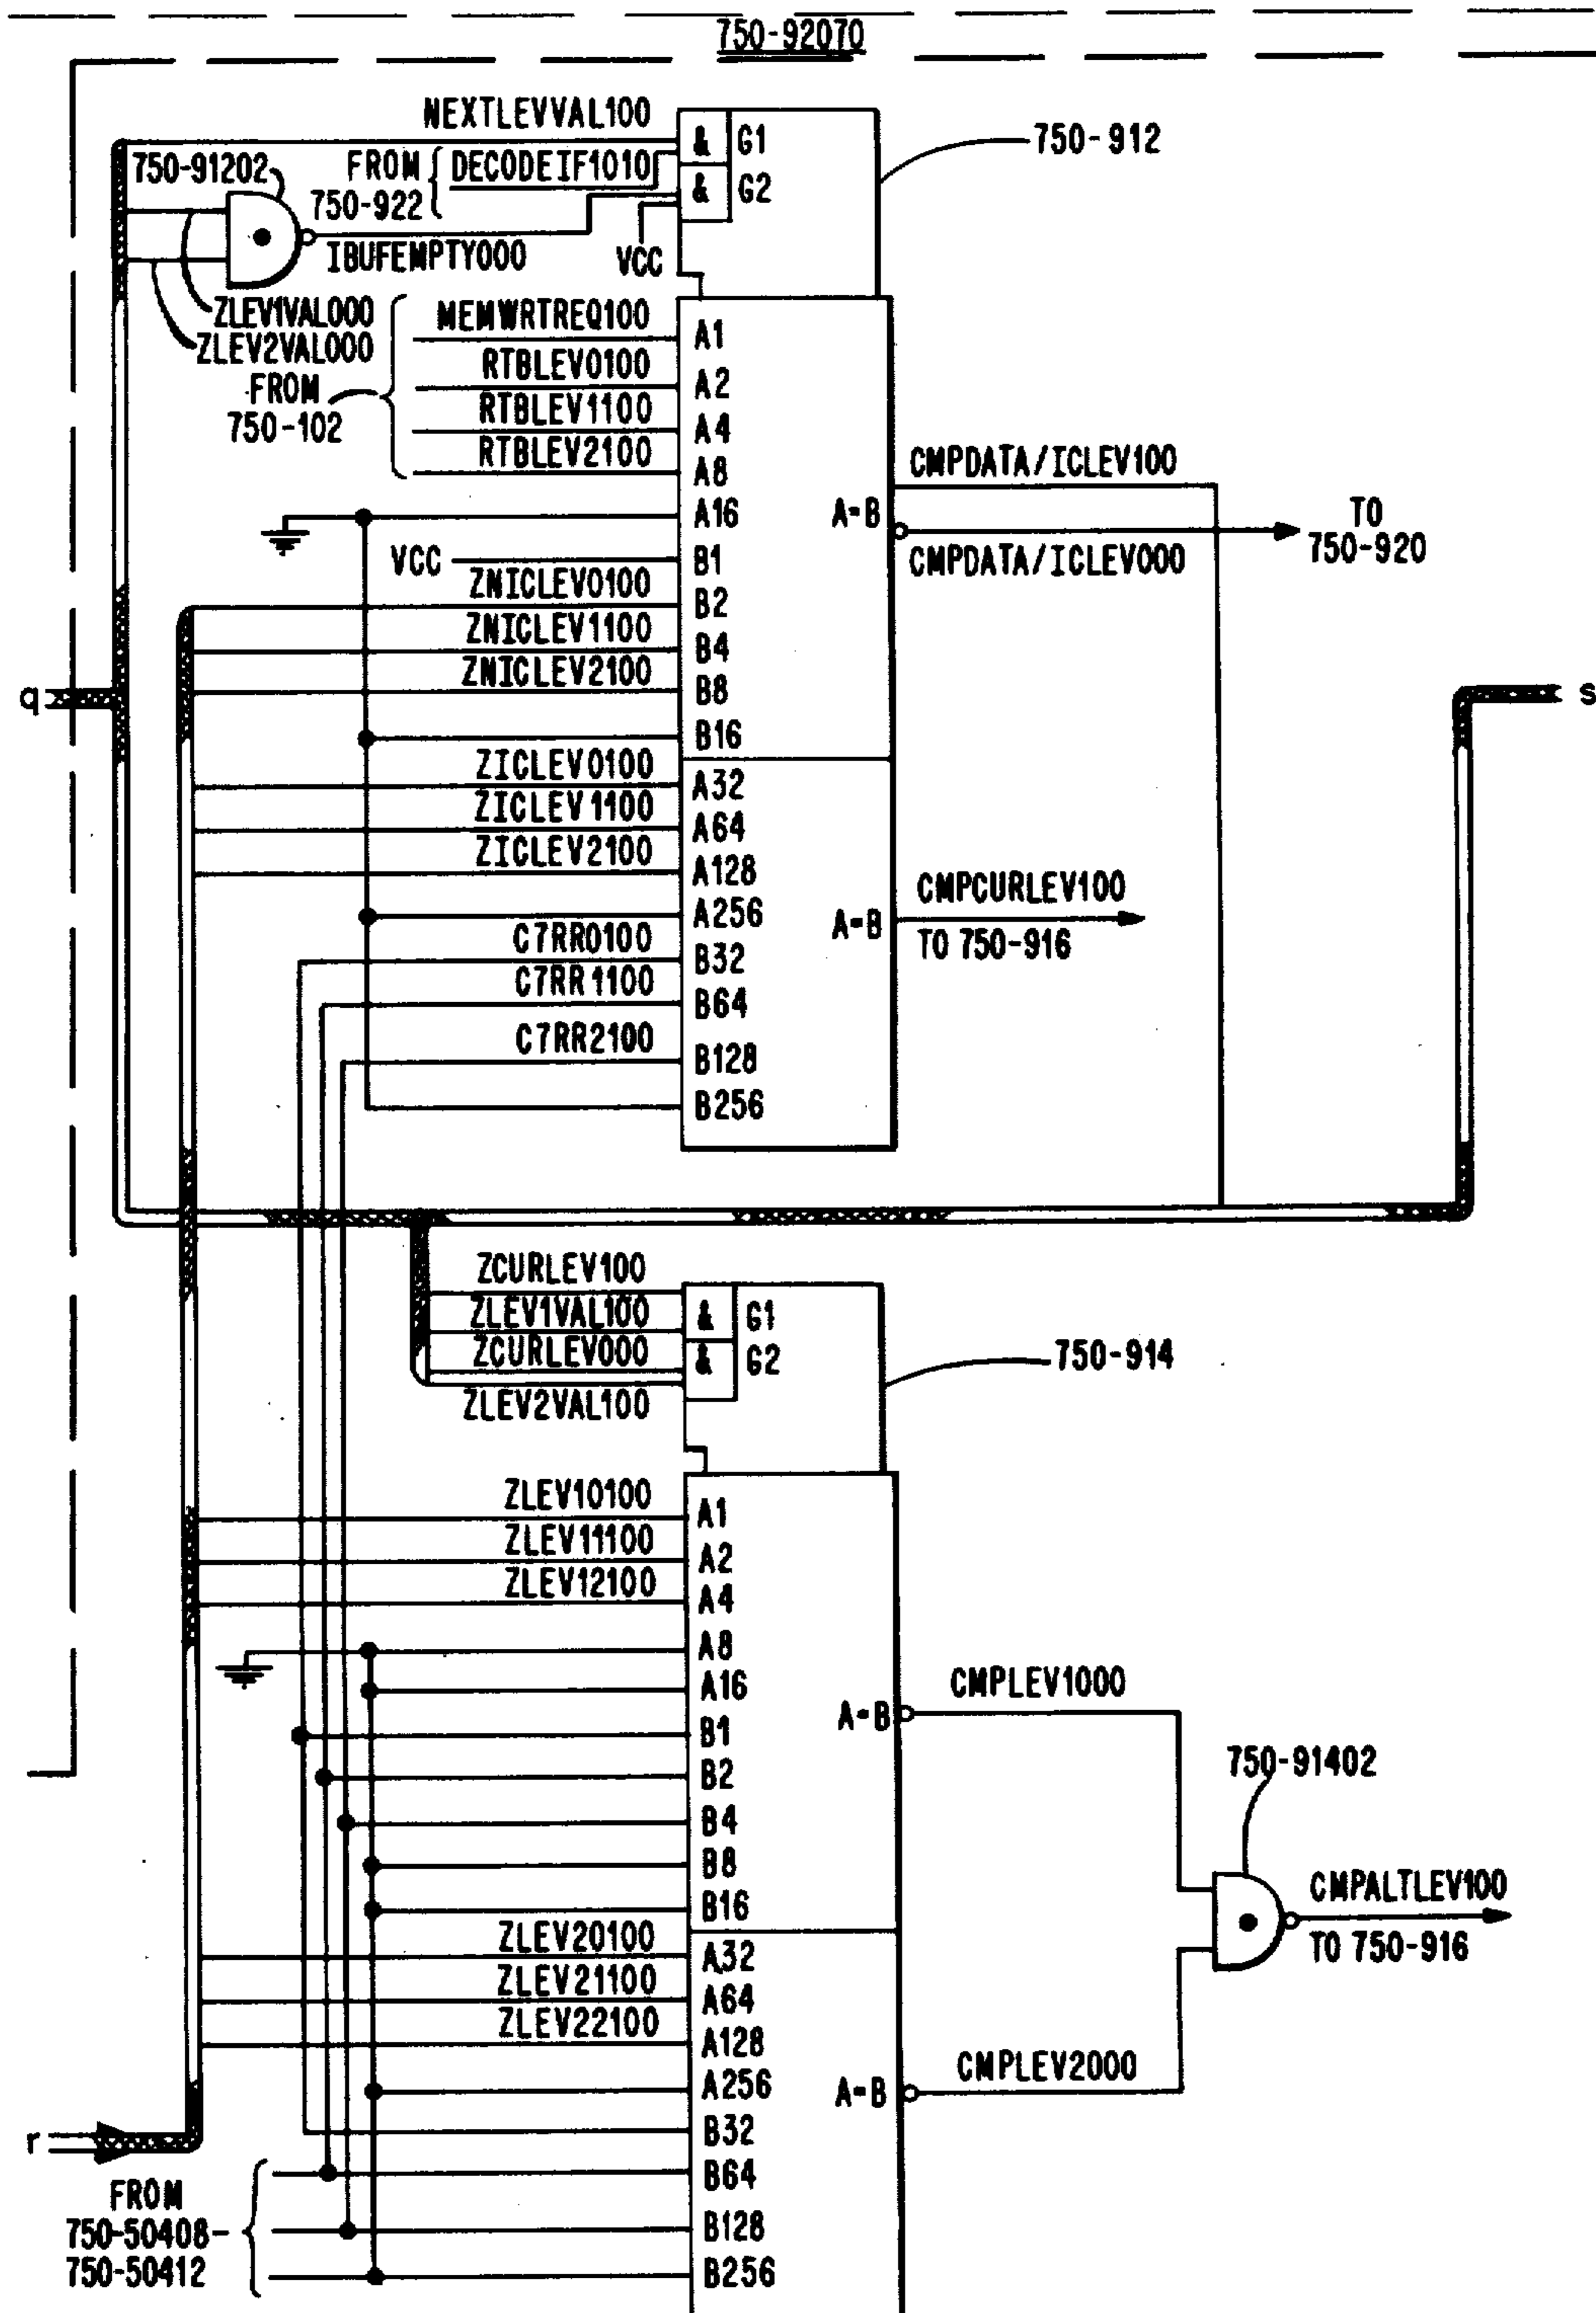 750-92070
NEXTLEVVAL100
& G1
750-912
750-91202
FROM
750-922
DECODEIF1010
& G2
IBUFEMPTY000
VCC
ZLEV1VAL000
ZLEV2VAL000
FROM
750-102
MEMWRTREQ100
A1
RTBLEV0100
A2
RTBLEV1100
A4
RTBLEV2100
A8
A16
A=B
CMPDATA/ICLEV100
CMPDATA/ICLEV000
TO
750-920
VCC
B1
ZNICLEV0100
B2
ZNICLEV1100
B4
ZNICLEV2100
B8
q
s
B16
ZICLEV0100
A32
ZICLEV1100
A64
ZICLEV2100
A128
A256
A=B
CMPCURLEV100
TO 750-916
C7RR0100
B32
C7RR1100
B64
C7RR2100
B128
B256
ZCURLEV100
ZLEV1VAL100
& G1
ZCURLEV000
& G2
ZLEV2VAL100
750-914
ZLEV10100
A1
ZLEV11100
A2
ZLEV12100
A4
A8
A16
A=B
CMPLEV1000
B1
B2
B4
B8
B16
750-91402
CMPALTLEV100
TO 750-916
ZLEV20100
A32
ZLEV21100
A64
ZLEV22100
A128
A256
A=B
CMPLEV2000
B32
r
B64
B128
B256
FROM
750-50408-
750-50412